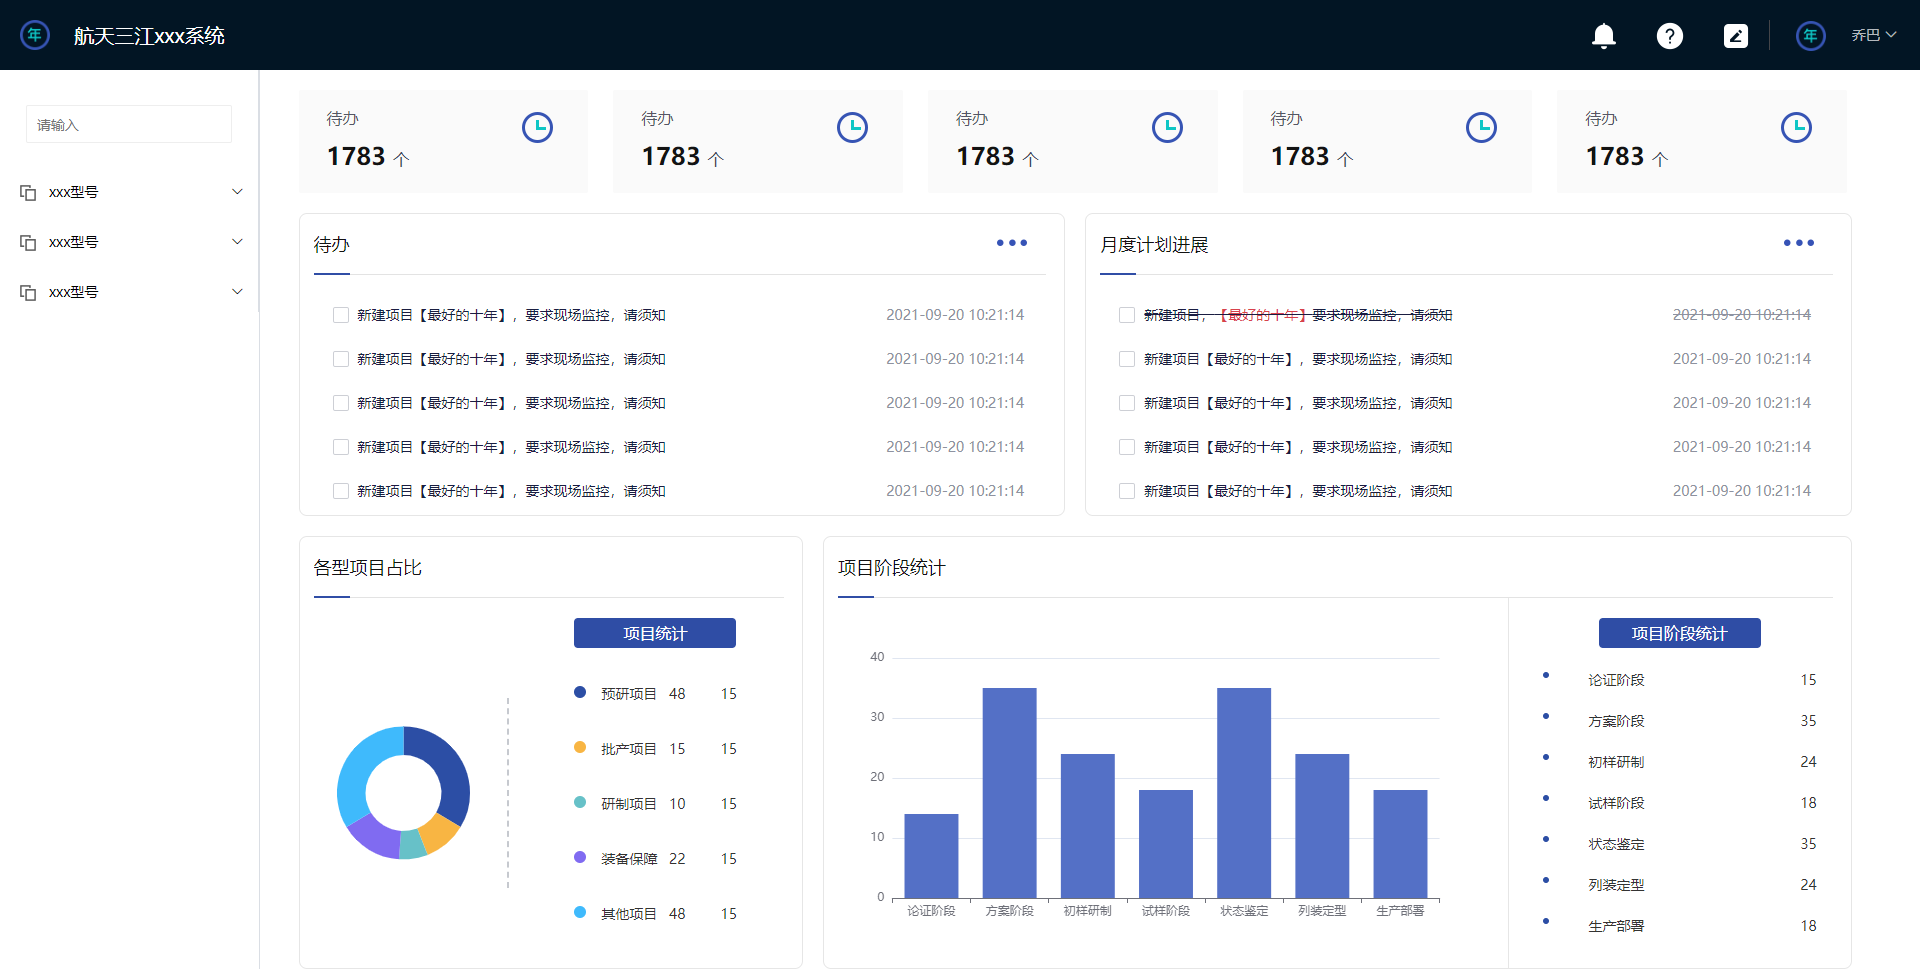 年 航天三江xxx系统 年 乔巴
请输入
xxx型号
xxx型号
xxx型号
待办 待办 待办 待办 待办
1783 个 1783 个 1783 个 1783 个 1783 个
待办
新建项目【最好的十年】，要求现场监控，请须知 2021-09-20 10:21:14
新建项目【最好的十年】，要求现场监控，请须知 2021-09-20 10:21:14
新建项目【最好的十年】，要求现场监控，请须知 2021-09-20 10:21:14
新建项目【最好的十年】，要求现场监控，请须知 2021-09-20 10:21:14
新建项目【最好的十年】，要求现场监控，请须知 2021-09-20 10:21:14
月度计划进展
新建项目，【最好的十年】要求现场监控，请须知 2021-09-20 10:21:14
新建项目【最好的十年】，要求现场监控，请须知 2021-09-20 10:21:14
新建项目【最好的十年】，要求现场监控，请须知 2021-09-20 10:21:14
新建项目【最好的十年】，要求现场监控，请须知 2021-09-20 10:21:14
新建项目【最好的十年】，要求现场监控，请须知 2021-09-20 10:21:14
各型项目占比
项目统计
预研项目 48 15
批产项目 15 15
研制项目 10 15
装备保障 22 15
其他项目 48 15
项目阶段统计
40
30
20
10
0
论证阶段 方案阶段 初样研制 试样阶段 状态鉴定 列装定型 生产部署
项目阶段统计
论证阶段 15
方案阶段 35
初样研制 24
试样阶段 18
状态鉴定 35
列装定型 24
生产部署 18